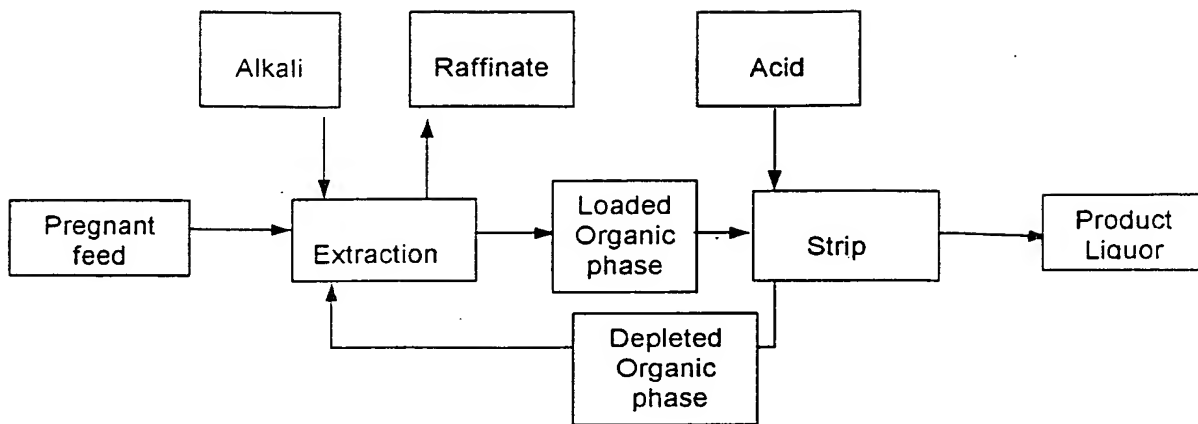 Alkali
Raffinate
Acid
Pregnant
feed
Extraction
Loaded
Organic
phase
Strip
Product
Liquor
Depleted
Organic
phase